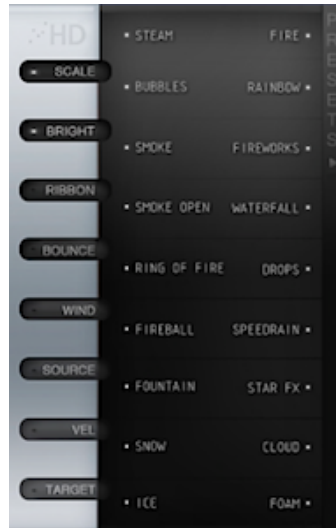 HD
SCALE
BRIGHT
RIBBON
BOUNCE
WIND
SOURCE
VEL
TARGET
STEAM FIRE
BUBBLES RAINBOW
SMOKE FIREWORKS
SMOKE OPEN WATERFALL
RING OF FIRE DROPS
FIREBALL SPEEDRAIN
FOUNTAIN STAR FX
SNOW CLOUD
ICE FOAM
PRESETS